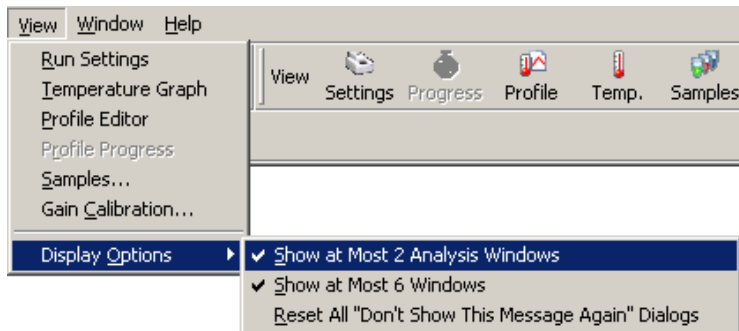 View Window Help
Run Settings
Temperature Graph
Profile Editor
Profile Progress
Samples...
Gain Calibration...
Display Options
View
Settings Progress Profile Temp. Samples
Show at Most 2 Analysis Windows
Show at Most 6 Windows
Reset All "Don't Show This Message Again" Dialogs